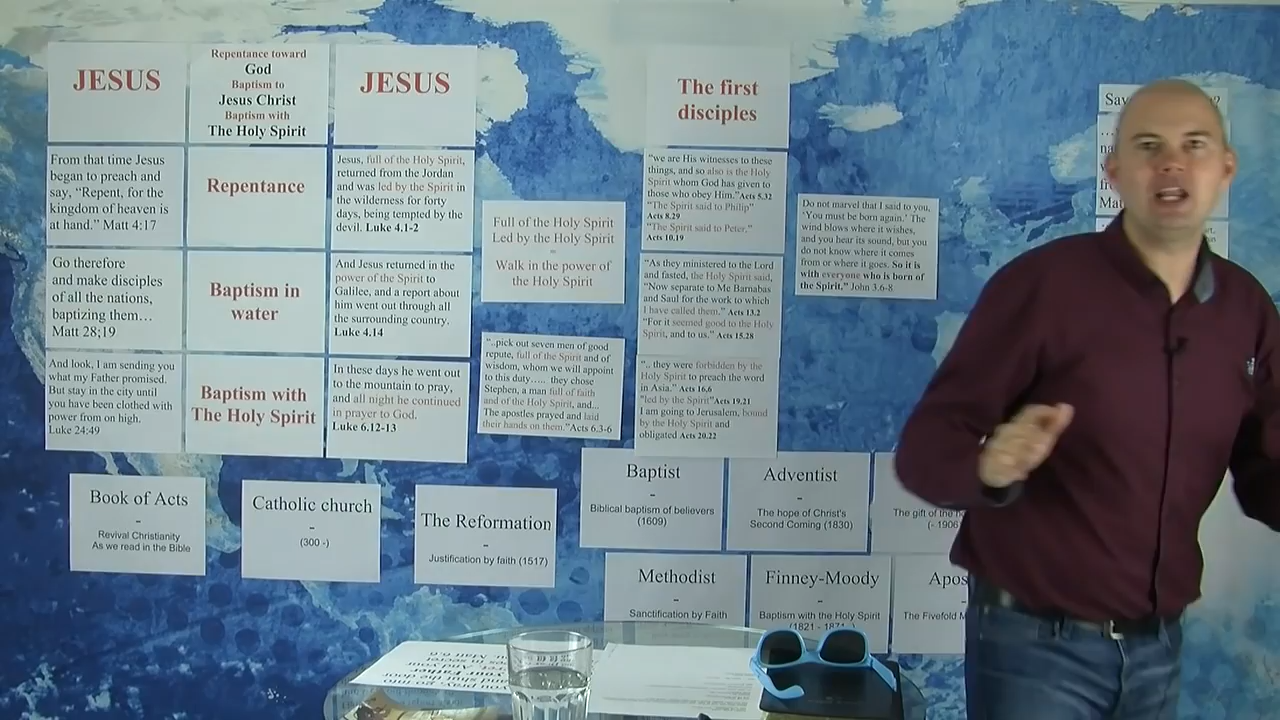 JESUS
Repentance toward
God
Baptism to
Jesus Christ
Baptism with
The Holy Spirit
JESUS
From that time Jesus
began to preach and
say, “Repent, for the
kingdom of heaven is
at hand.” Matt 4:17
Repentance
Jesus, full of the Holy Spirit,
returned from the Jordan
and was led by the Spirit in
the wilderness for forty
days, being tempted by the
devil. Luke 4.1-2
Go therefore
and make disciples
of all the nations,
baptizing them…
Matt 28;19
Baptism in
water
And Jesus returned in the
power of the Spirit to
Galilee, and a report about
him went out through all
the surrounding country.
Luke 4.14
And look, I am sending you
what my Father promised.
But stay in the city until
you have been clothed with
power from on high.
Luke 24:49
Baptism with
The Holy Spirit
In these days he went out
to the mountain to pray,
and all night he continued
in prayer to God.
Luke 6.12-13
Full of the Holy Spirit
Led by the Holy Spirit
-
Walk in the power of
the Holy Spirit
“..pick out seven men of good
repute, full of the Spirit and of
wisdom, whom we will appoint
to this duty….. they chose
Stephen, a man full of faith
and of the Holy Spirit, and...
The apostles prayed and laid
their hands on them.”Acts 6.3-6
The first
disciples
“we are His witnesses to these
things, and so also is the Holy
Spirit whom God has given to
those who obey Him.”Acts 5.32
“The Spirit said to Philip”
Acts 8.29
“The Spirit said to Peter,”
Acts 10.19
“As they ministered to the Lord
and fasted, the Holy Spirit said,
“Now separate to Me Barnabas
and Saul for the work to which
I have called them.” Acts 13.2
“For it seemed good to the Holy
Spirit, and to us.” Acts 15.28
“.. they were forbidden by the
Holy Spirit to preach the word
in Asia.” Acts 16.6
“led by the Spirit”Acts 19.21
I am going to Jerusalem, bound
by the Holy Spirit and
obligated Acts 20.22
Do not marvel that I said to you,
‘You must be born again.’ The
wind blows where it wishes,
and you hear its sound, but you
do not know where it comes
from or where it goes. So it is
with everyone who is born of
the Spirit.” John 3.6-8
Book of Acts
-
Revival Christianity
As we read in the Bible
Catholic church
-
(300 -)
The Reformation
-
Justification by faith (1517)
Baptist
-
Biblical baptism of believers
(1609)
Adventist
-
The hope of Christ's
Second Coming (1830)
The gift of the
(- 1906
Methodist
-
Sanctification by Faith
Finney-Moody
-
Baptism with the Holy Spirit
(1821 - 1871)
Apos
The Fivefold M